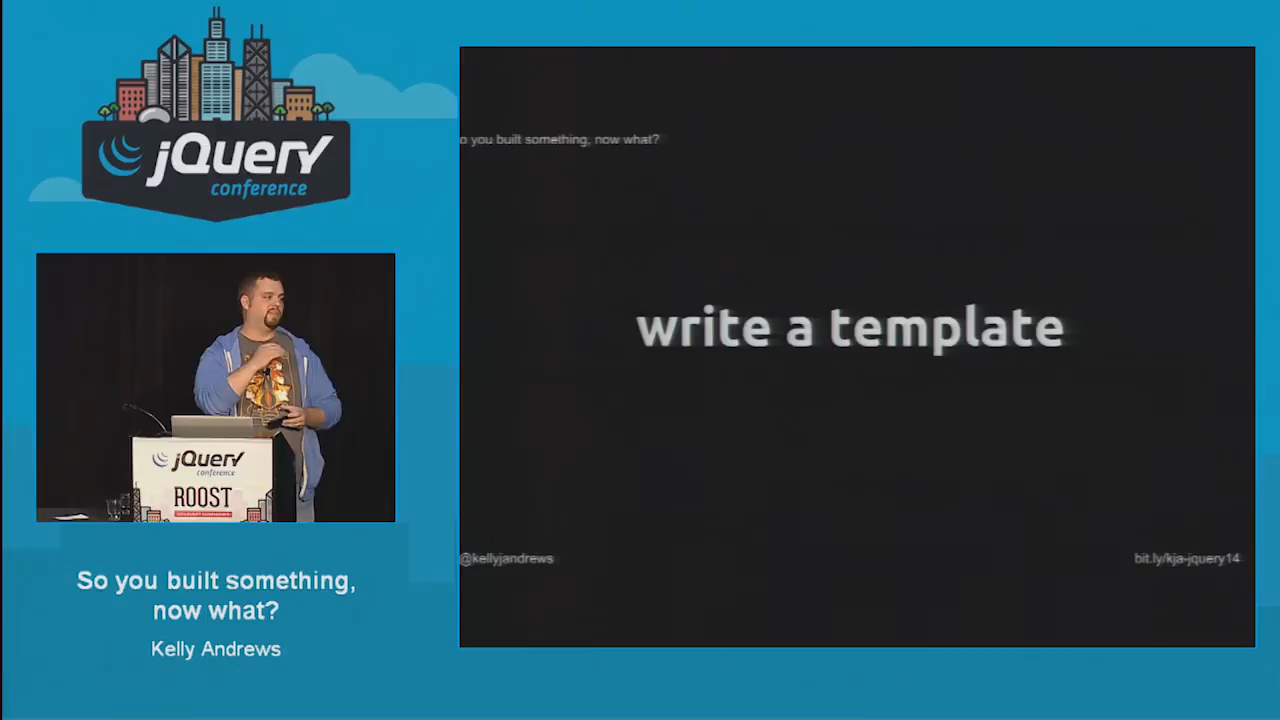 jQuery
conference
So you built something,
now what?
Kelly Andrews
jQuery
conference
ROOST
o you built something, now what?
write a template
@kellyjandrews
bit.ly/kja-jquery14